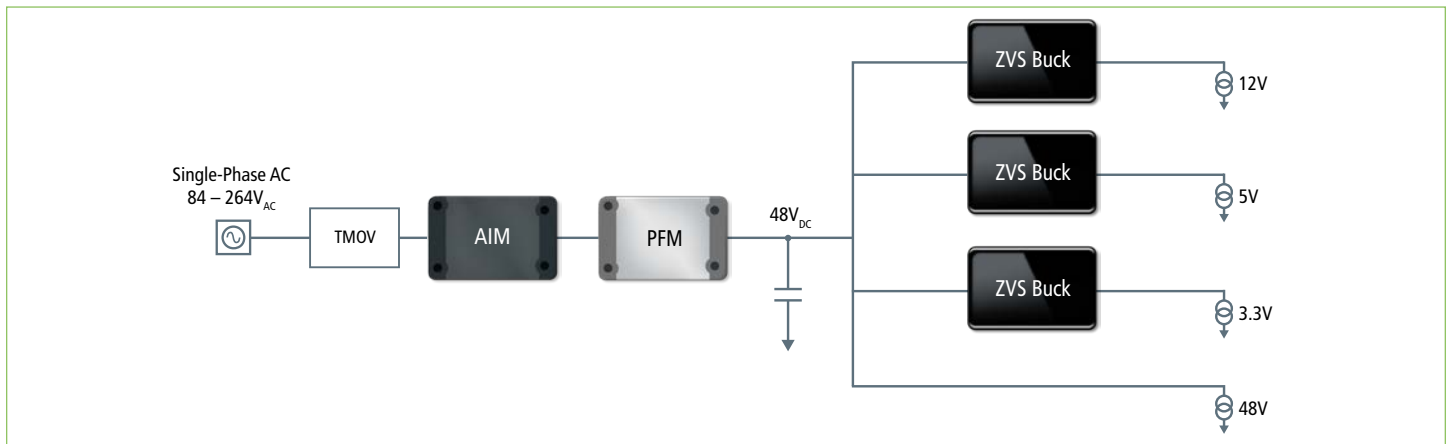 Single-Phase AC
84 – 264VAC
TMOV
AIM
PFM
48VDC
ZVS Buck
12V
ZVS Buck
5V
ZVS Buck
3.3V
48V